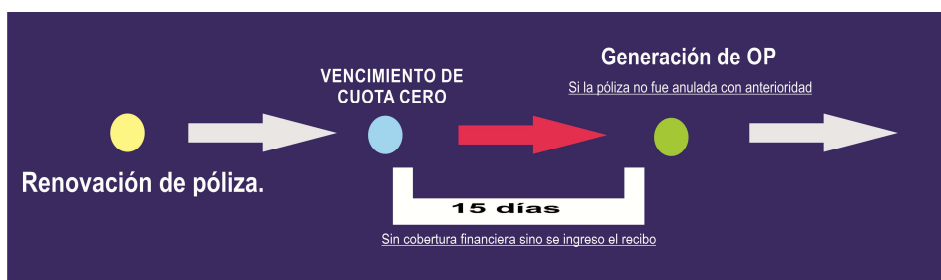 Generación de OP
Si la póliza no fue anulada con anterioridad
VENCIMIENTO DE
CUOTA CERO
Renovación de póliza.
15 días
Sin cobertura financiera sino se ingreso el recibo